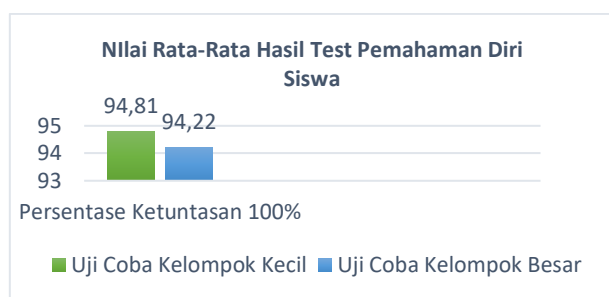 NIlai Rata-Rata Hasil Test Pemahaman Diri
Siswa
94,81
94,22
95
94
93
Persentase Ketuntasan 100%
Uji Coba Kelompok Kecil
Uji Coba Kelompok Besar